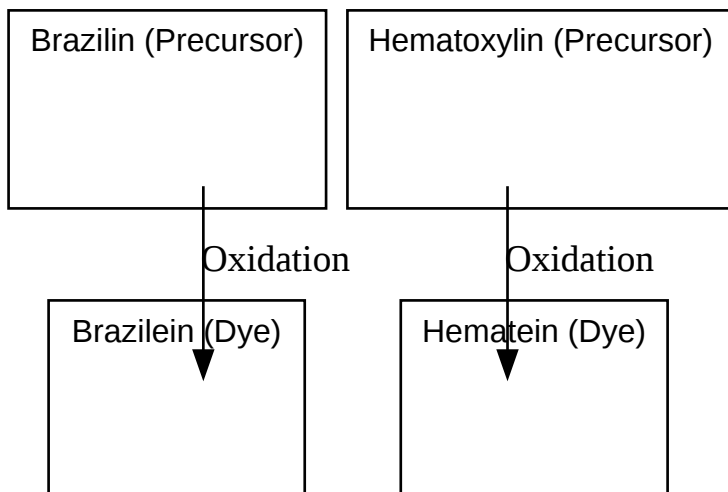 Brazilin (Precursor)
Hematoxylin (Precursor)
Oxidation
Oxidation
Brazilein (Dye)
Hematein (Dye)